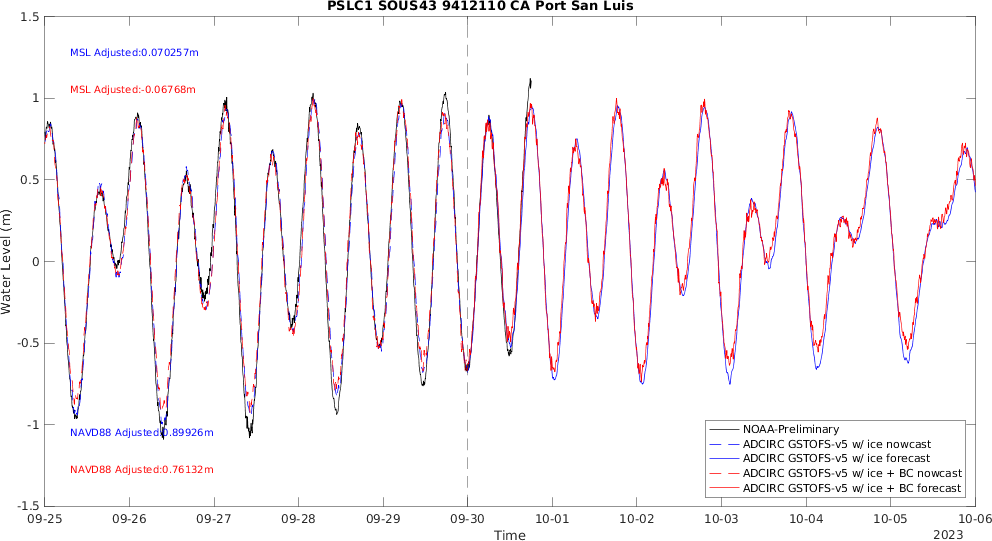 PSLC1 SOUS43 9412110 CA Port San Luis
1.5
1
0.5
0
-0.5
-1
-1.5
Water Level (m)
MSL Adjusted:0.070257m
MSL Adjusted:-0.06768m
NAVD88 Adjusted:0.89926m
NAVD88 Adjusted:0.76132m
NOAA-Preliminary
ADCIRC GSTOFS-v5 w/ ice nowcast
ADCIRC GSTOFS-v5 w/ ice forecast
ADCIRC GSTOFS-v5 w/ ice + BC nowcast
ADCIRC GSTOFS-v5 w/ ice + BC forecast
09-25 09-26 09-27 09-28 09-29 09-30 10-01 10-02 10-03 10-04 10-05 10-06
Time
2023